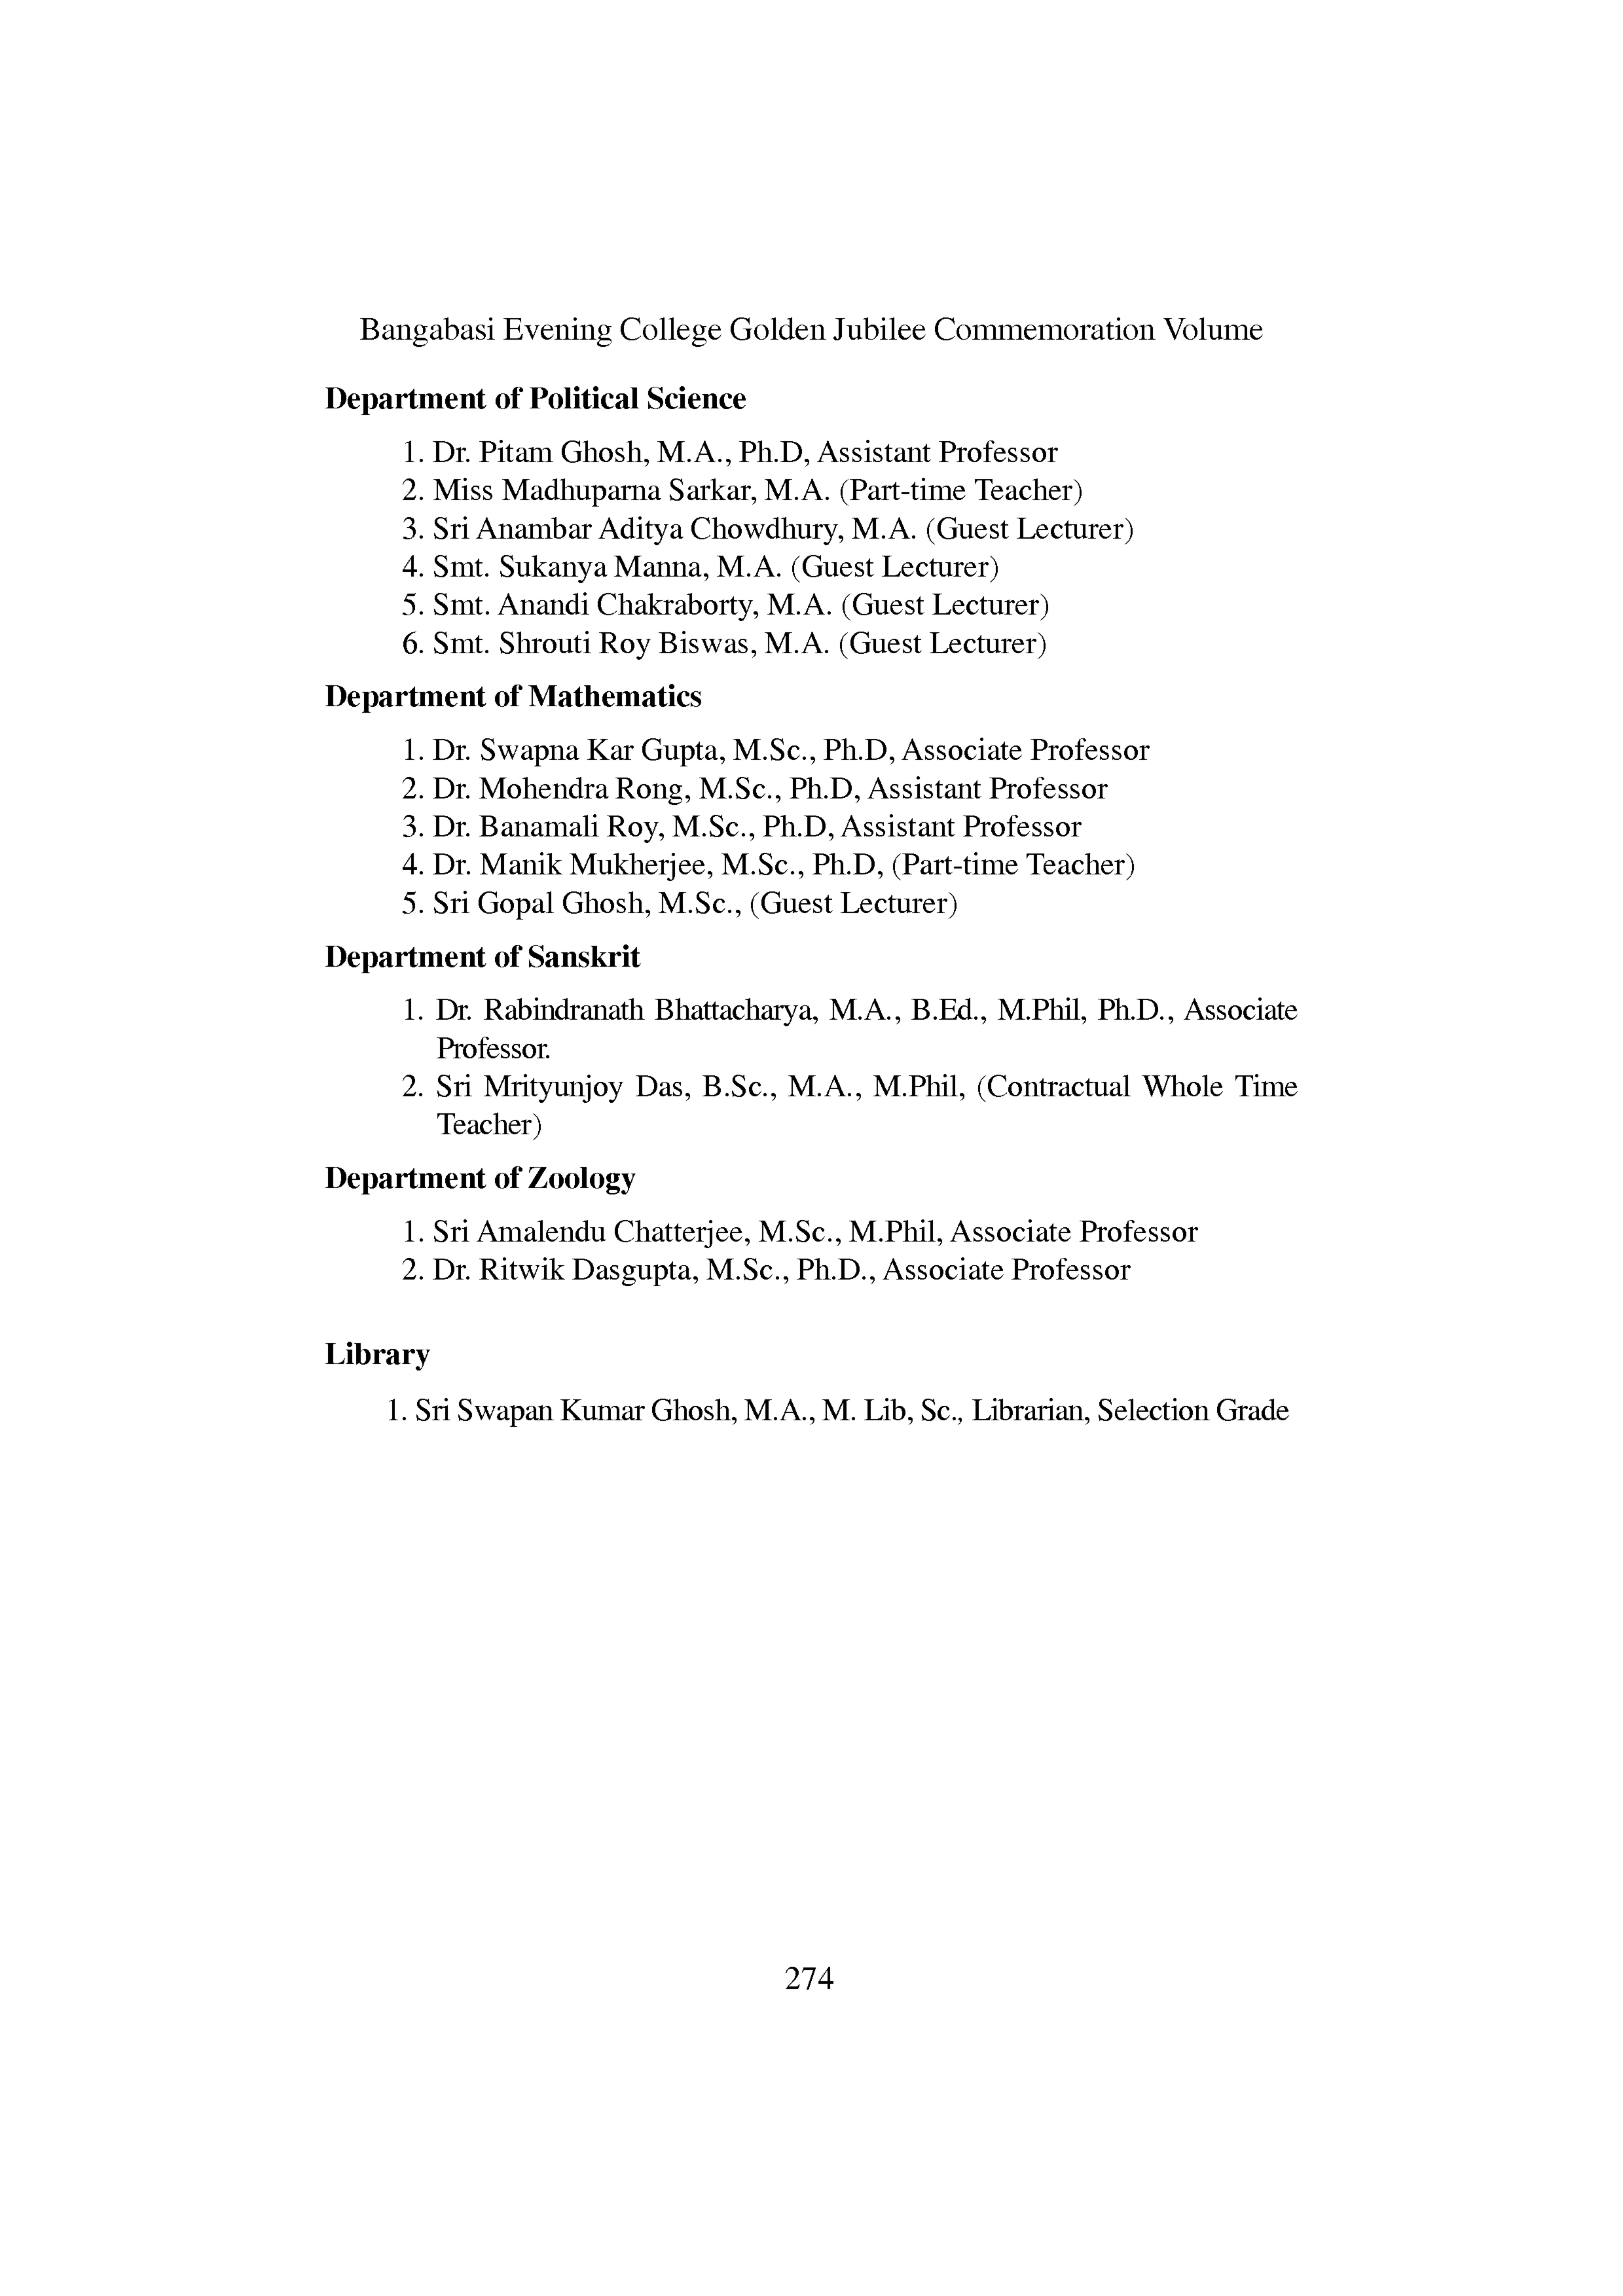 Bangabasi Evening College Golden Jubilee Commemoration Volume
Department of Political Science
1. Dr. Pitam Ghosh, M.A., Ph.D, Assistant Professor
2. Miss Madhuparna Sarkar, M.A. (Part-time Teacher)
3. Sri Anambar Aditya Chowdhury, M.A. (Guest Lecturer)
4. Smt. Sukanya Manna, M.A. (Guest Lecturer)
5. Smt. Anandi Chakraborty, M.A. (Guest Lecturer)
6. Smt. Shrouti Roy Biswas, M.A. (Guest Lecturer)
Department of Mathematics
1. Dr. Swapna Kar Gupta, M.Sc., Ph.D, Associate Professor
2. Dr. Mohendra Rong, M.Sc., Ph.D, Assistant Professor
3. Dr. Banamali Roy, M.Sc., Ph.D, Assistant Professor
4. Dr. Manik Mukherjee, M.Sc., Ph.D, (Part-time Teacher)
5. Sri Gopal Ghosh, M.Sc., (Guest Lecturer)
Department of Sanskrit
1. Dr. Rabindranath Bhattacharya, M.A., B.Ed., M.Phil, Ph.D., Associate
Professor.
2. Sri Mrityunjoy Das, B.Sc., M.A., M.Phil, (Contractual Whole Time
Teacher)
Department of Zoology
1. Sri Amalendu Chatterjee, M.Sc., M.Phil, Associate Professor
2. Dr. Ritwik Dasgupta, M.Sc., Ph.D., Associate Professor
Library
1. Sri Swapan Kumar Ghosh, M.A., M. Lib, Sc., Librarian, Selection Grade
274